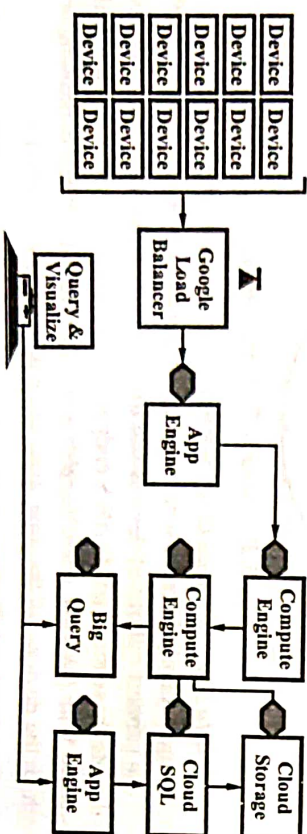 Device
Device
Device
Device
Device
Device
Device
Device
Device
Device
Device
Device
Google
Load
Balancer
App
Engine
Compute
Engine
Cloud
Storage
Compute
Engine
Cloud
SQL
Query &
Visualize
Big
Query
App
Engine